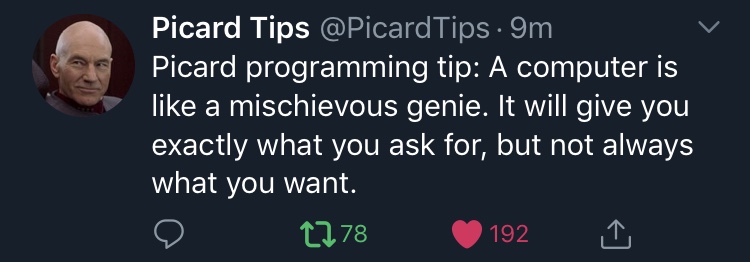 Picard Tips @PicardTips · 9m
Picard programming tip: A computer is
like a mischievous genie. It will give you
exactly what you ask for, but not always
what you want.
78 192